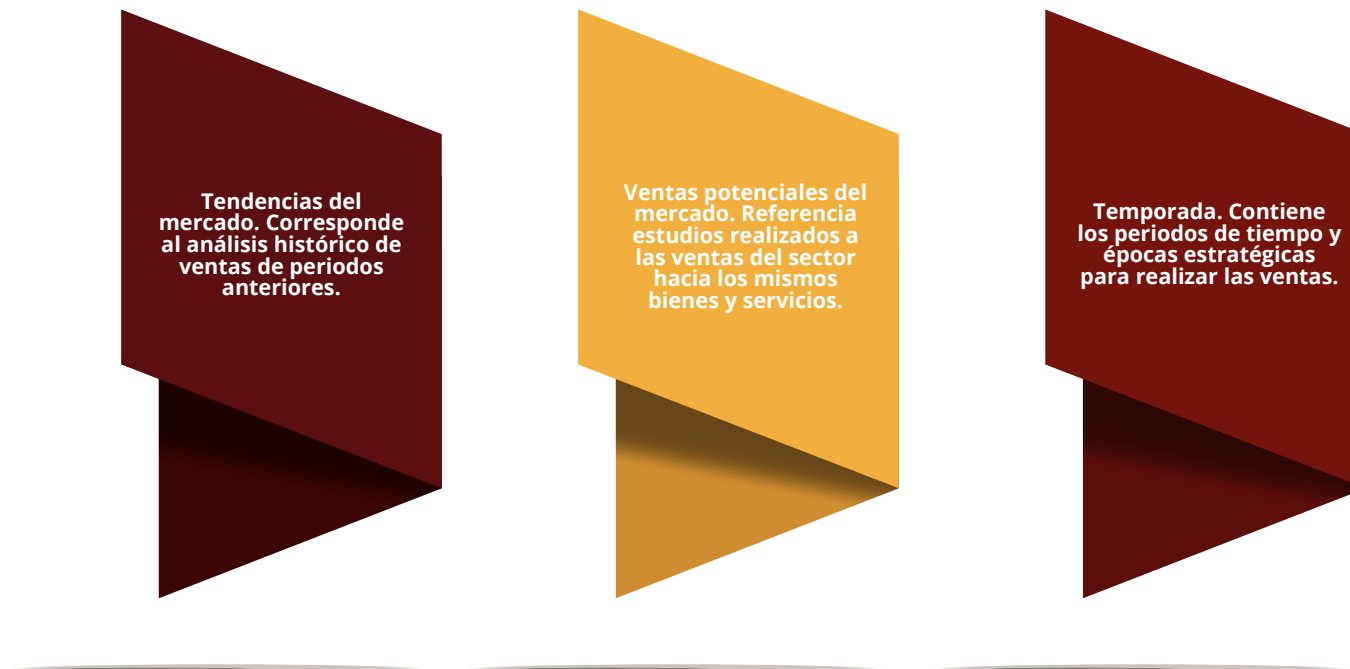 Tendencias del
mercado. Corresponde
al análisis histórico de
ventas de periodos
anteriores.
Ventas potenciales del
mercado. Referencia
estudios realizados a
las ventas del sector
hacia los mismos
bienes y servicios.
Temporada. Contiene
los periodos de tiempo y
épocas estratégicas
para realizar las ventas.